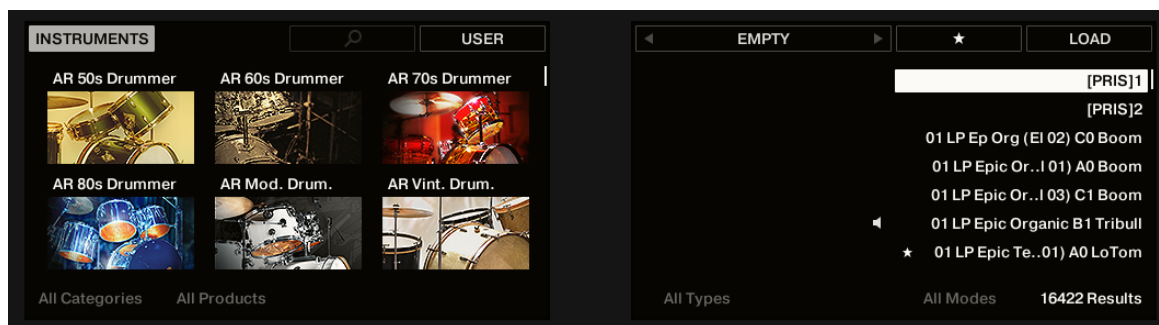 INSTRUMENTS USER
AR 50s Drummer AR 60s Drummer AR 70s Drummer
AR 80s Drummer AR Mod. Drum. AR Vint. Drum.
All Categories All Products
EMPTY ★ LOAD
[PRIS]1
[PRIS]2
01 LP Ep Org (El 02) C0 Boom
01 LP Epic Or..l 01) A0 Boom
01 LP Epic Or..l 03) C1 Boom
01 LP Epic Organic B1 Tribull
★ 01 LP Epic Te..01) A0 LoTom
All Types All Modes 16422 Results